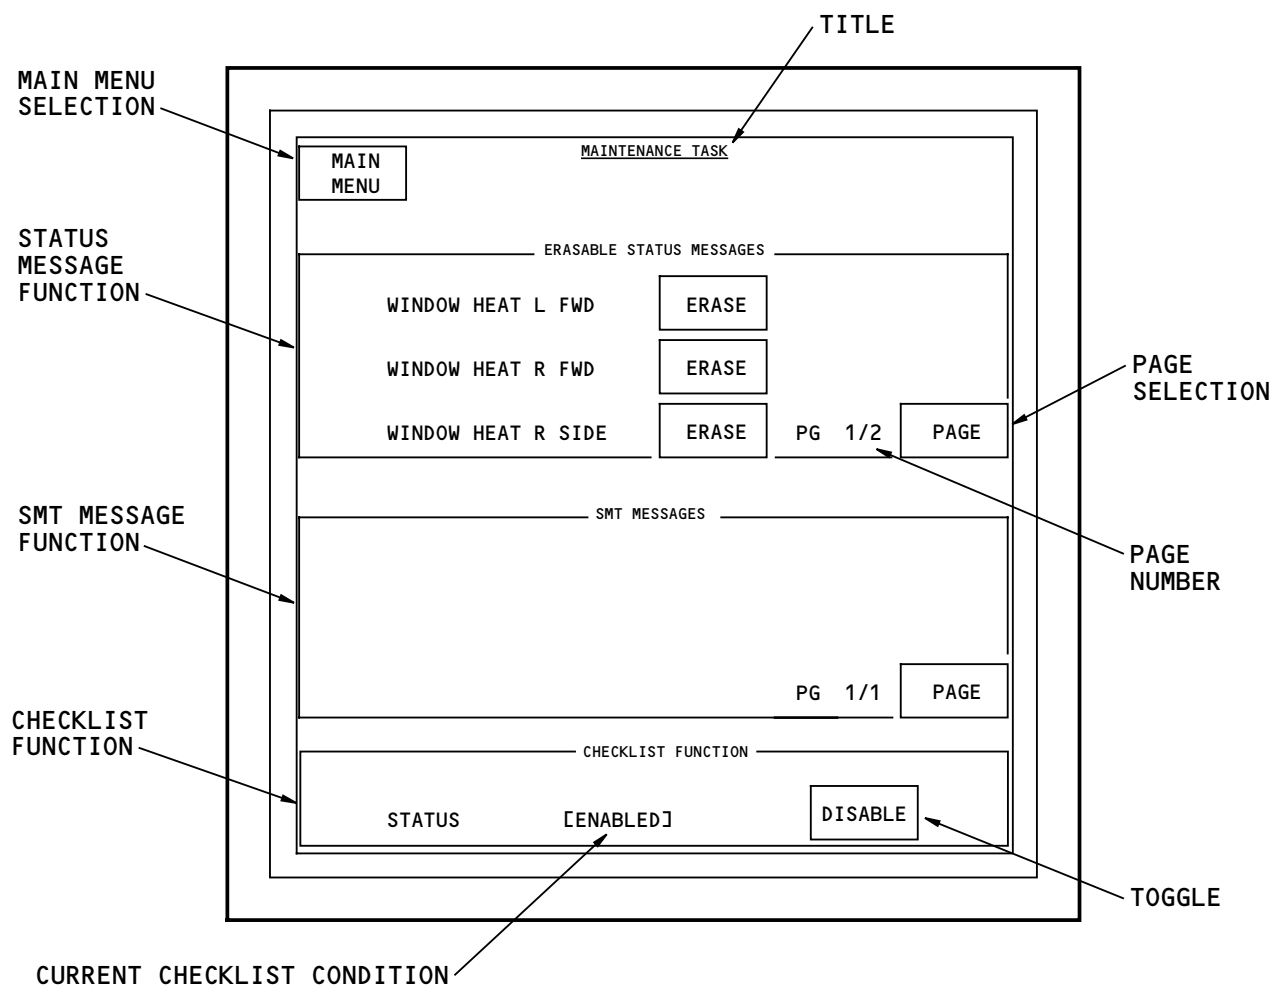 TITLE
MAIN MENU
SELECTION
MAINTENANCE TASK
MAIN
MENU
STATUS
MESSAGE
FUNCTION
ERASABLE STATUS MESSAGES
WINDOW HEAT L FWD ERASE
WINDOW HEAT R FWD ERASE
PAGE
SELECTION
WINDOW HEAT R SIDE ERASE PG 1/2 PAGE
SMT MESSAGE
FUNCTION
SMT MESSAGES
PAGE
NUMBER
PG 1/1 PAGE
CHECKLIST
FUNCTION
CHECKLIST FUNCTION
STATUS [ENABLED] DISABLE
TOGGLE
CURRENT CHECKLIST CONDITION